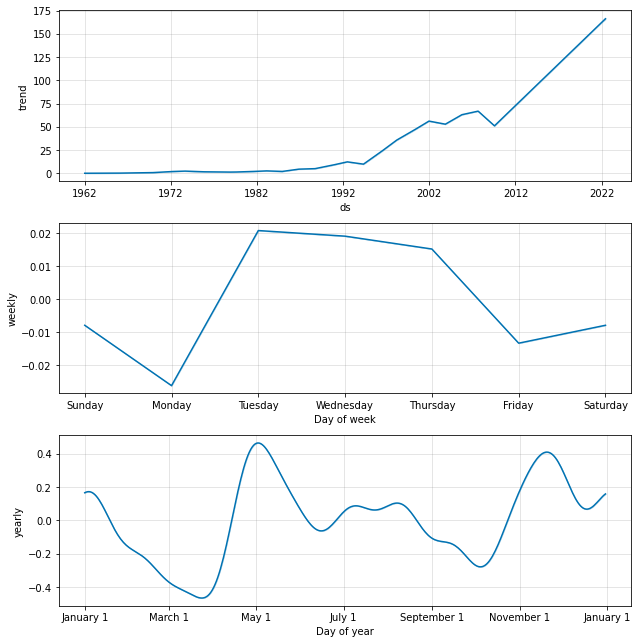 175
150
125
100
75
50
25
0
trend
1962 1972 1982 1992 2002 2012 2022
ds
0.02
0.01
0.00
−0.01
−0.02
weekly
Sunday Monday Tuesday Wednesday Thursday Friday Saturday
Day of week
0.4
0.2
0.0
−0.2
−0.4
yearly
January 1 March 1 May 1 July 1 September 1 November 1 January 1
Day of year